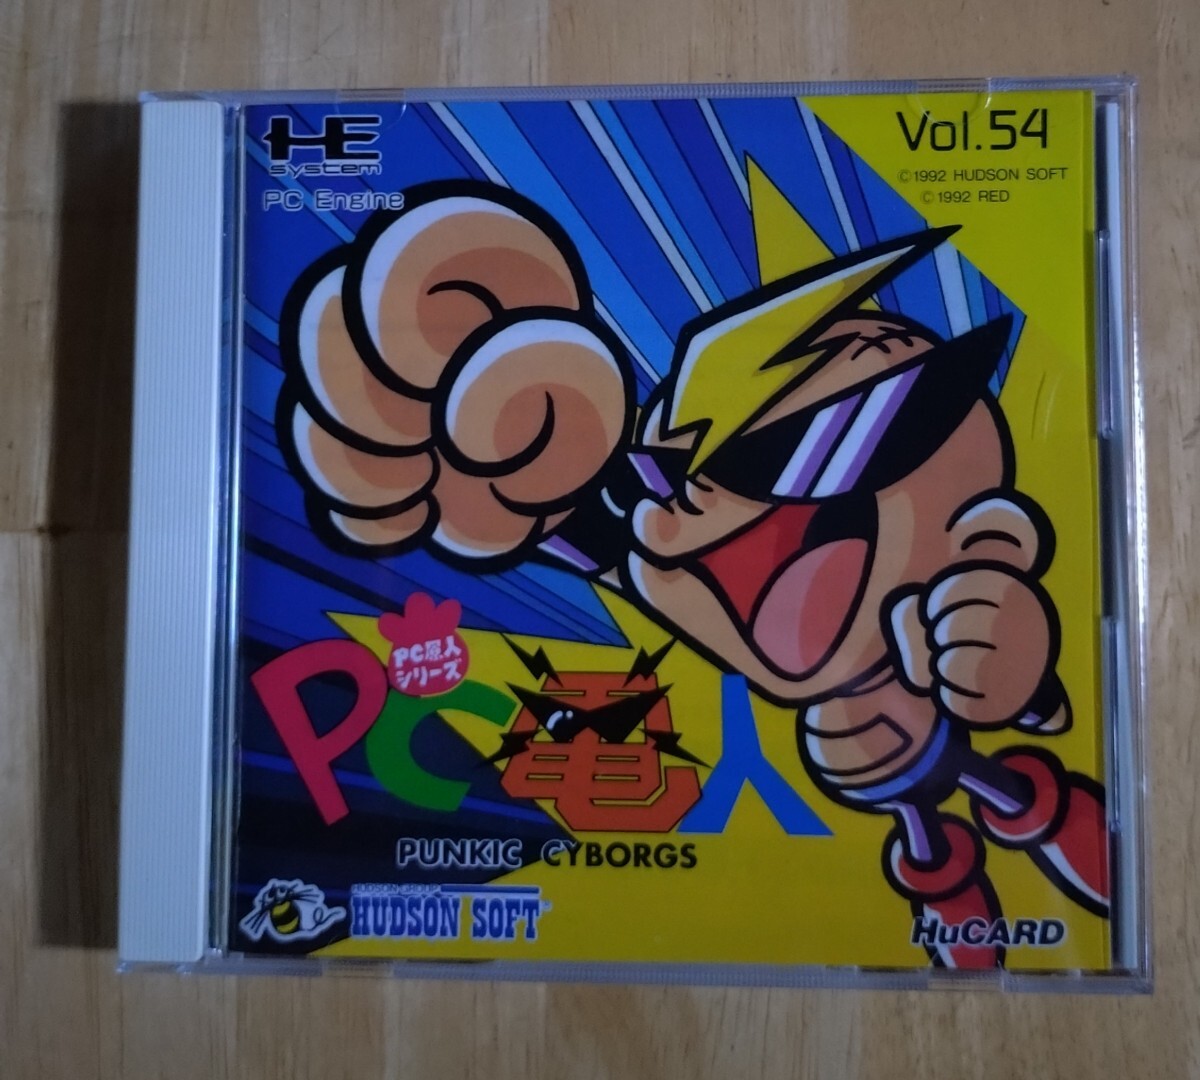 HE
system
PC Engine
Vol.54
©1992 HUDSON SOFT
©1992 RED
PC原人
シリーズ
PC電人
PUNKIC CYBORGS
HUDSON GROUP
HUDSON SOFT
HuCARD